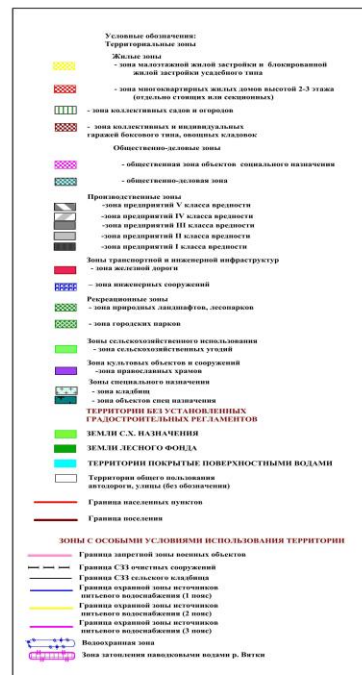 Условные обозначения:
Территориальные зоны
Жилые зоны
- зона малоэтажной жилой застройки и блокированной
жилой застройки усадебного типа
- зона многоквартирных жилых домов высотой 2-3 этажа
(отдельно стоящих или секционных)
- зона коллективных садов и огородов
- зона коллективных и индивидуальных
гаражей боксового типа, овощных кладовок
Общественно-деловые зоны
- общественная зона объектов социального назначения
- общественно-деловая зона
Производственные зоны
-зона предприятий V класса вредности
-зона предприятий IV класса вредности
-зона предприятий III класса вредности
-зона предприятий II класса вредности
-зона предприятий I класса вредности
Зоны транспортной и инженерной инфраструктур
- зона железной дороги
- зона инженерных сооружений
Рекреационные зоны
- зона природных ландшафтов, лесопарков
- зона городских парков
Зоны сельскохозяйственного использования
- зона сельскохозяйственных угодий
Зона культовых объектов и сооружений
- зона православных храмов
Зоны специального назначения
- зона кладбищ
- зона объектов спец назначения
ТЕРРИТОРИИ БЕЗ УСТАНОВЛЕННЫХ
ГРАДОСТРОИТЕЛЬНЫХ РЕГЛАМЕНТОВ
ЗЕМЛИ С.Х. НАЗНАЧЕНИЯ
ЗЕМЛИ ЛЕСНОГО ФОНДА
ТЕРРИТОРИИ ПОКРЫТЫЕ ПОВЕРХНОСТНЫМИ ВОДАМИ
Территории общего пользования
автодороги, улицы (без обозначения)
Граница населенных пунктов
Граница поселения
ЗОНЫ С ОСОБЫМИ УСЛОВИЯМИ ИСПОЛЬЗОВАНИЯ ТЕРРИТОРИИ
Граница запретной зоны военных объектов
Граница СЗЗ очистных сооружений
Граница СЗЗ сельского кладбища
Граница охранной зоны источников
питьевого водоснабжения (1 пояс)
Граница охранной зоны источников
питьевого водоснабжения (2 пояс)
Граница охранной зоны источников
питьевого водоснабжения (3 пояс)
Водоохранная зона
Зона затопления наводковыми водами р. Вятки